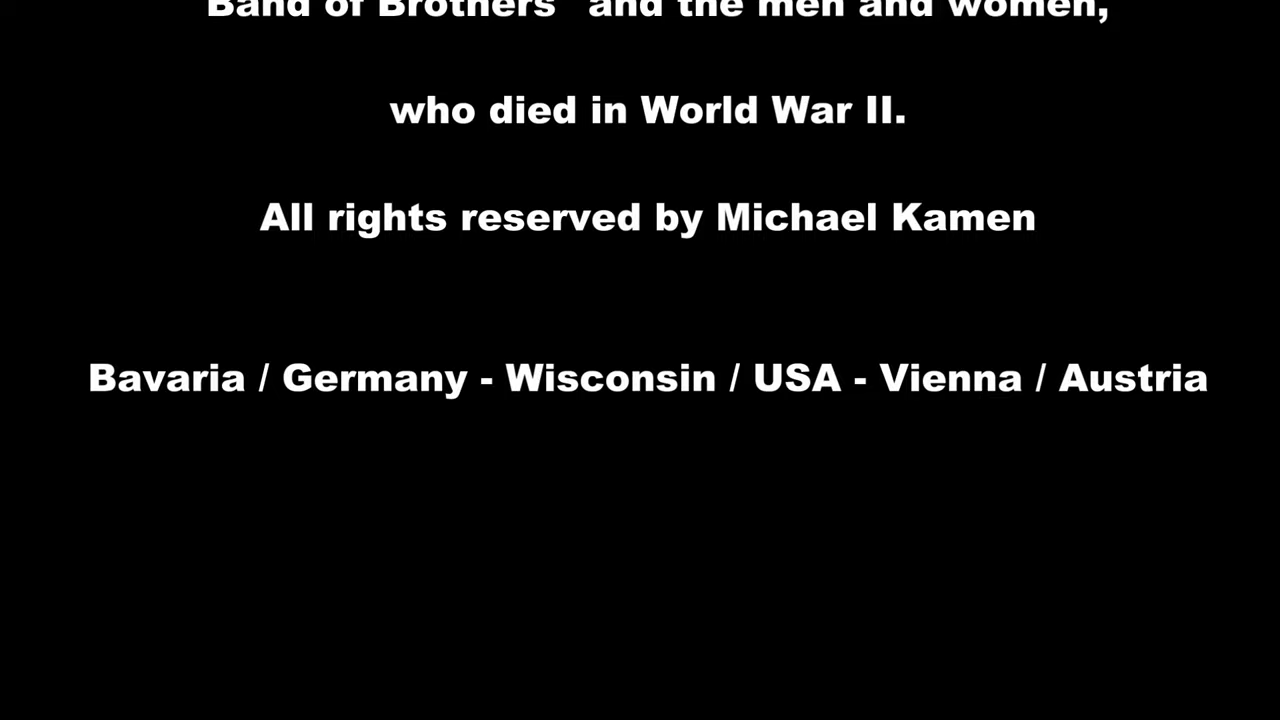 Band of Brothers" and the men and women,
who died in World War II.
All rights reserved by Michael Kamen
Bavaria / Germany - Wisconsin / USA - Vienna / Austria